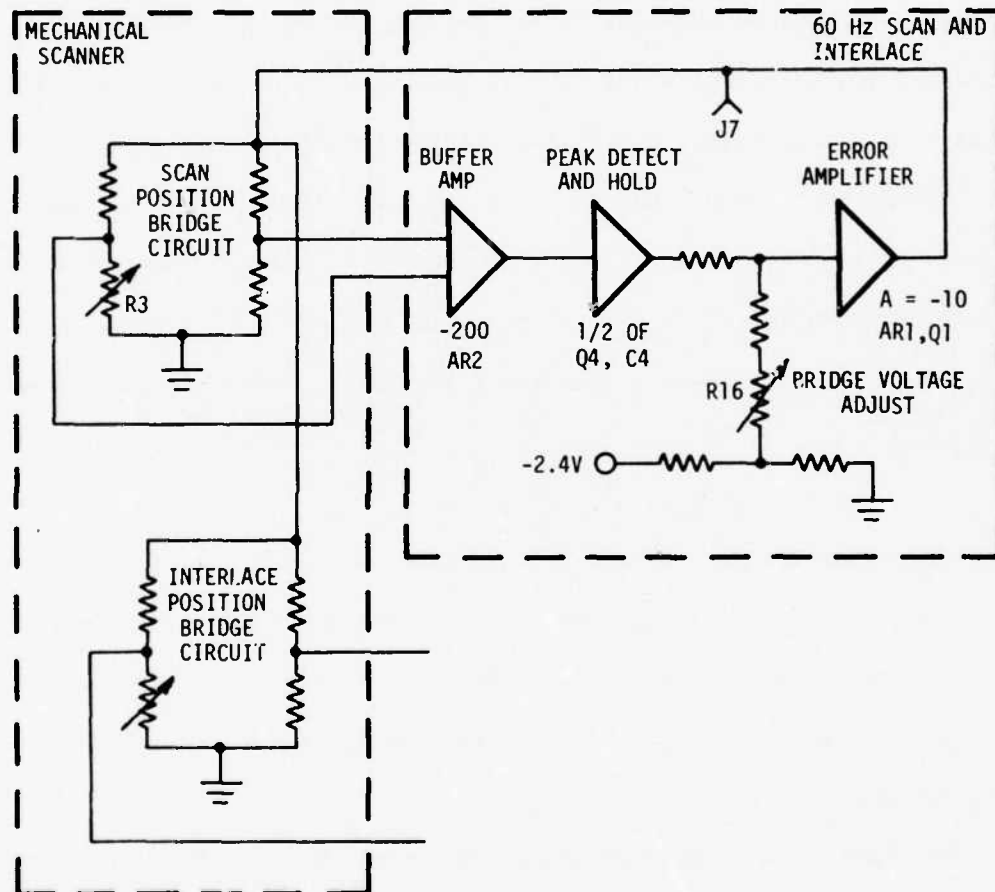 MECHANICAL
SCANNER
60 Hz SCAN AND
INTERLACE
J7
SCAN
POSITION
BRIDGE
CIRCUIT
R3
BUFFER
AMP
-200
AR2
PEAK DETECT
AND HOLD
1/2 OF
Q4, C4
ERROR
AMPLIFIER
A = -10
AR1,Q1
R16
BRIDGE VOLTAGE
ADJUST
-2.4V
INTERLACE
POSITION
BRIDGE
CIRCUIT